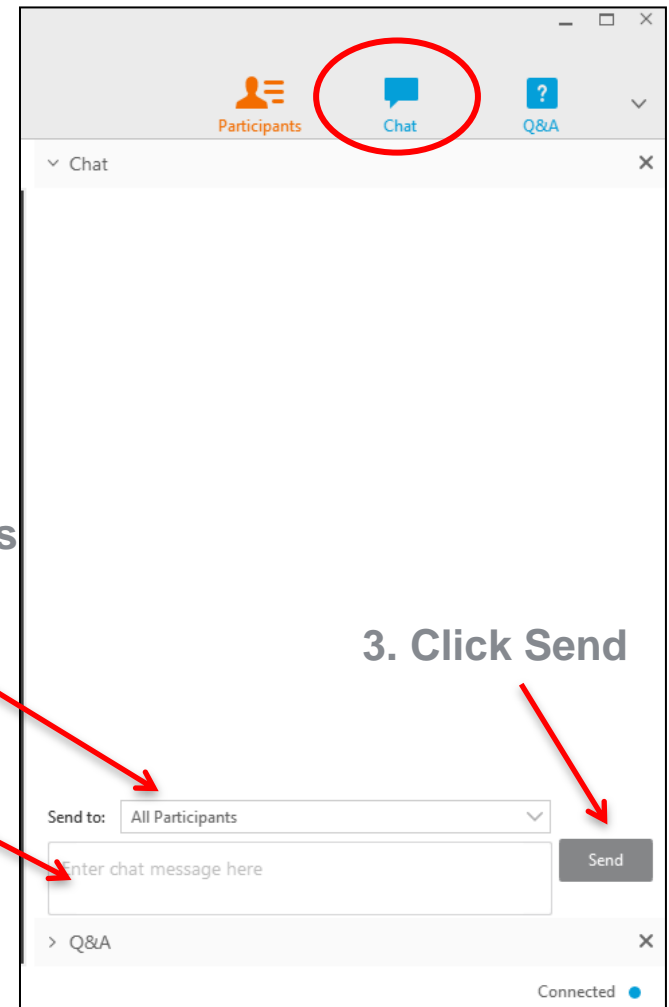 Participants Chat Q&A
Chat
s
3. Click Send
Send to: All Participants
Enter chat message here
Send
Q&A
Connected